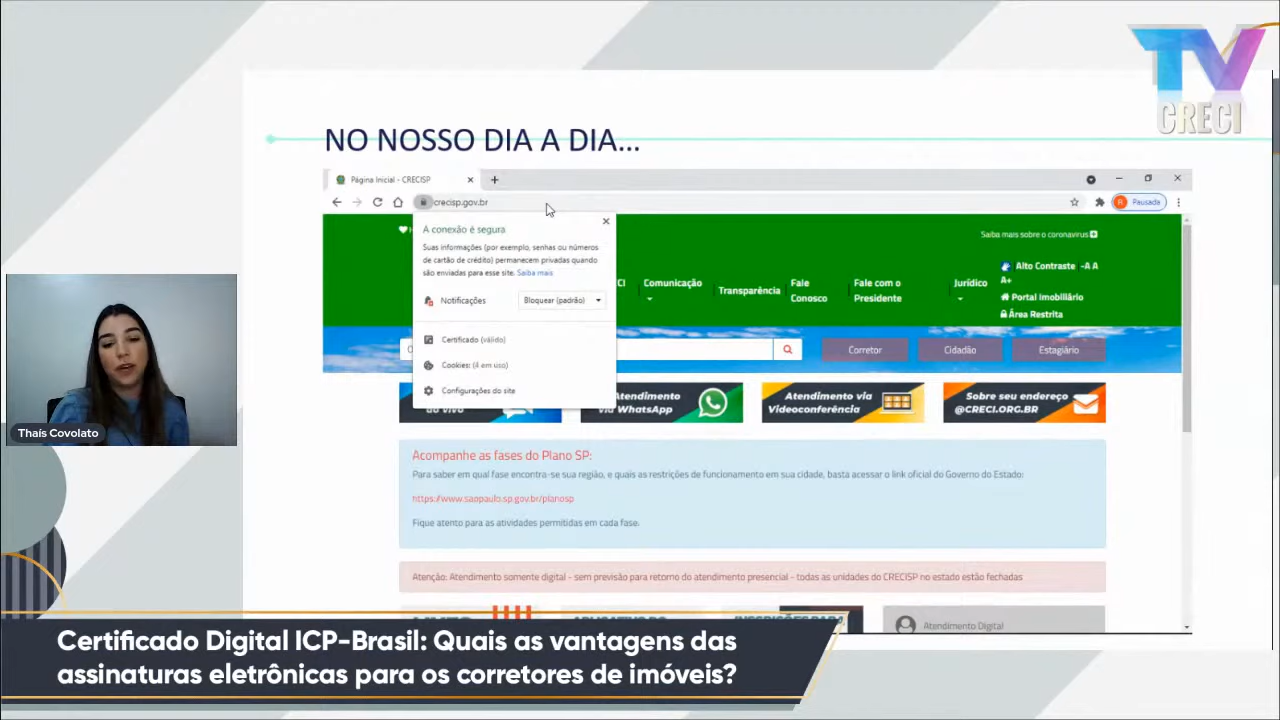 TV
CRECI
NO NOSSO DIA A DIA...
Página Inicial - CRECISP
crecisp.gov.br
Pausada
A conexão é segura
Suas informações (por exemplo, senhas ou números
de cartão de crédito) permanecem privadas quando
são enviadas para esse site. Saiba mais
Notificações
Bloquear (padrão)
Certificado (válido)
Cookies: (4 em uso)
Configurações do site
Saiba mais sobre o coronavirus
Comunicação
Transparência
Fale
Conosco
Fale com o
Presidente
Jurídico
Alto Contraste -A A
A+
Portal Imobiliário
Área Restrita
Corretor
Cidadão
Estagiário
ao vivo
Atendimento
via WhatsApp
Atendimento via
Videoconferência
Sobre seu endereço
@CRECI.ORG.BR
Acompanhe as fases do Plano SP:
Para saber em qual fase encontra-se sua região, e quais as restrições de funcionamento em sua cidade, basta acessar o link oficial do Governo do Estado:
https://www.saopaulo.sp.gov.br/planosp
Fique atento para as atividades permitidas em cada fase.
Atenção: Atendimento somente digital - sem previsão para retorno do atendimento presencial - todas as unidades do CRECISP no estado estão fechadas
Atendimento Digital
Thaís Covolato
Certificado Digital ICP-Brasil: Quais as vantagens das
assinaturas eletrônicas para os corretores de imóveis?